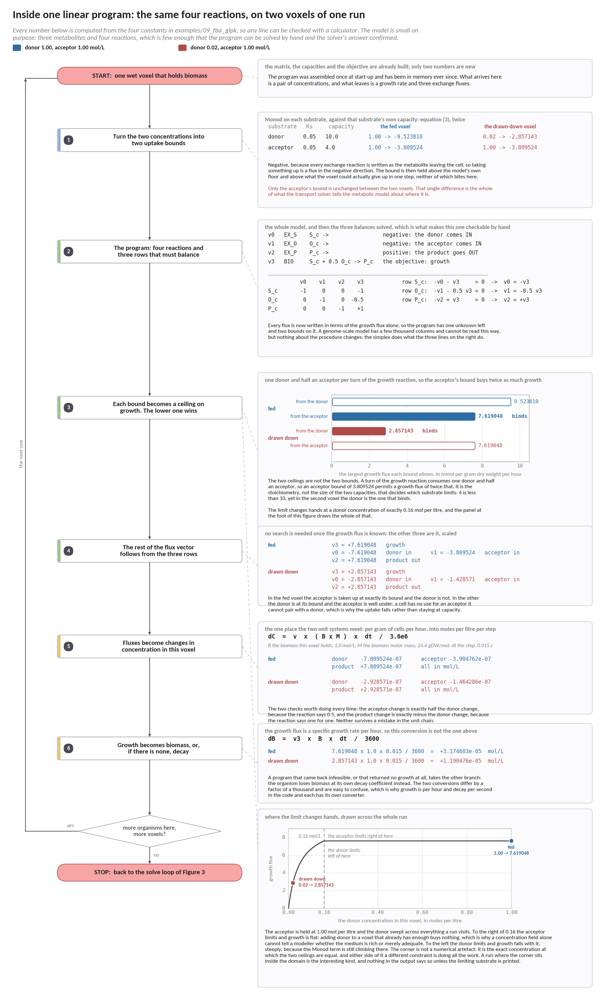 Inside one linear program: the same four reactions, on two voxels of one run
Every number below is computed from the four constants in examples/09_fba_glpk, so any line can be checked with a calculator. The model is small on
purpose: three metabolites and four reactions, which is few enough that the program can be solved by hand and the solver's answer confirmed.
donor 1.00, acceptor 1.00 mol/L
donor 0.02, acceptor 1.00 mol/L
START: one wet voxel that holds biomass
the matrix, the capacities and the objective are already built; only two numbers are new
The program was assembled once at start-up and has been in memory ever since. What arrives here
is a pair of concentrations, and what leaves is a growth rate and three exchange fluxes.
1
Turn the two concentrations into
two uptake bounds
Monod on each substrate, against that substrate's own capacity: equation (3), twice
substrate Ks capacity the fed voxel the drawn-down voxel
donor 0.05 10.0 1.00 -> -9.523810 0.02 -> -2.857143
acceptor 0.05 4.0 1.00 -> -3.809524 1.00 -> -3.809524
Negative, because every exchange reaction is written as the metabolite leaving the cell, so taking
something up is a flux in the negative direction. The bound is then held above the model's own
floor and above what the voxel could actually give up in one step, neither of which bites here.
Only the acceptor's bound is unchanged between the two voxels. That single difference is the whole
of what the transport solver tells the metabolic model about where it is.
2
The program: four reactions and
three rows that must balance
the whole model, and then the three balances solved, which is what makes this one checkable by hand
v0 EX_S S_c -> negative: the donor comes IN
v1 EX_O O_c -> negative: the acceptor comes IN
v2 EX_P P_c -> positive: the product goes OUT
v3 BIO S_c + 0.5 O_c -> P_c the objective: growth
v0 v1 v2 v3 row S_c: -v0 - v3 = 0 -> v0 = -v3
S_c -1 0 0 -1 row O_c: -v1 - 0.5 v3 = 0 -> v1 = -0.5 v3
O_c 0 -1 0 -0.5 row P_c: -v2 + v3 = 0 -> v2 = +v3
P_c 0 0 -1 +1
Every flux is now written in terms of the growth flux alone, so the program has one unknown left
and two bounds on it. A genome-scale model has a few thousand columns and cannot be read this way,
but nothing about the procedure changes: the simplex does what the three lines on the right do.
3
Each bound becomes a ceiling on
growth. The lower one wins
one donor and half an acceptor per turn of the growth reaction, so the acceptor's bound buys twice as much growth
from the donor 9.523810
fed
from the acceptor 7.619048 binds
from the donor 2.857143 binds
drawn down
from the acceptor 7.619048
0 2 4 6 8 10
the largest growth flux each bound allows, in mmol per gram dry weight per hour
The two ceilings are not the two bounds. A turn of the growth reaction consumes one donor and half
an acceptor, so an acceptor bound of 3.809524 permits a growth flux of twice that. It is the
stoichiometry, not the size of the two capacities, that decides which substrate limits: 4 is less
than 10, yet in the second voxel the donor is the one that binds.
The limit changes hands at a donor concentration of exactly 0.16 mol per litre, and the panel at
the foot of this figure draws the whole of that.
the next one
4
The rest of the flux vector
follows from the three rows
no search is needed once the growth flux is known: the other three are it, scaled
fed v3 = +7.619048 growth
v0 = -7.619048 donor in v1 = -3.809524 acceptor in
v2 = +7.619048 product out
drawn down v3 = +2.857143 growth
v0 = -2.857143 donor in v1 = -1.428571 acceptor in
v2 = +2.857143 product out
In the fed voxel the acceptor is taken up at exactly its bound and the donor is not. In the other
the donor is at its bound and the acceptor is well under: a cell has no use for an acceptor it
cannot pair with a donor, which is why the uptake falls rather than staying at capacity.
5
Fluxes become changes in
concentration in this voxel
the one place the two unit systems meet: per gram of cells per hour, into moles per litre per step
dC = v x ( B x M ) x dt / 3.6e6
B the biomass this voxel holds, 1.0 mol/L; M the biomass molar mass, 24.6 gDW/mol; dt the step, 0.015 s
fed donor -7.809524e-07 acceptor -3.904762e-07
product +7.809524e-07 all in mol/L
drawn down donor -2.928571e-07 acceptor -1.464286e-07
product +2.928571e-07 all in mol/L
The two checks worth doing every time: the acceptor change is exactly half the donor change,
because the reaction says 0.5, and the product change is exactly minus the donor change, because
the reaction says one for one. Neither survives a mistake in the unit chain.
6
Growth becomes biomass, or,
if there is none, decay
the growth flux is a specific growth rate per hour, so this conversion is not the one above
dB = v3 x B x dt / 3600
fed 7.619048 x 1.0 x 0.015 / 3600 = +3.174603e-05 mol/L
drawn down 2.857143 x 1.0 x 0.015 / 3600 = +1.190476e-05 mol/L
A program that came back infeasible, or that returned no growth at all, takes the other branch:
the organism loses biomass at its own decay coefficient instead. The two conversions differ by a
factor of a thousand and are easy to confuse, which is why growth is per hour and decay per second
in the code and each has its own converter.
more organisms here,
more voxels?
yes
no
STOP: back to the solve loop of Figure 3
where the limit changes hands, drawn across the whole run
0.16 mol/L the acceptor limits right of here
the donor limits
left of here
fed
1.00 -> 7.619048
drawn down
0.02 -> 2.857143
growth flux
8
6
4
2
0
0.00 0.16 0.40 0.60 0.80 1.00
the donor concentration in this voxel, in moles per litre
The acceptor is held at 1.00 mol per litre and the donor swept across everything a run visits. To the right of 0.16 the acceptor
limits and growth is flat: adding donor to a voxel that already has enough buys nothing, which is why a concentration field alone
cannot tell a modeller whether the medium is rich or merely adequate. To the left the donor limits and growth falls with it,
steeply, because the Monod term is still climbing there. The corner is not a numerical artefact: it is the exact concentration at
which the two ceilings are equal, and either side of it a different constraint is doing all the work. A run where the corner sits
inside the domain is the interesting kind, and nothing in the output says so unless the limiting substrate is printed.